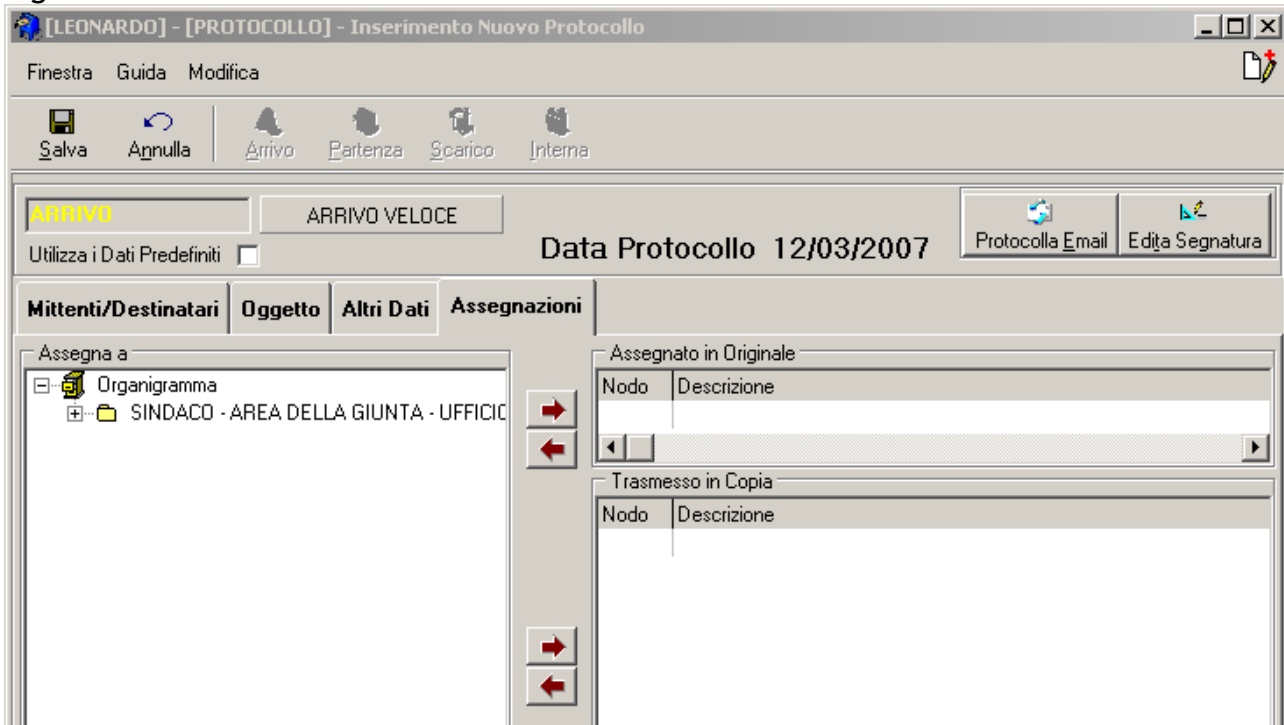 [LEONARDO] - [PROTOCOLLO] - Inserimento Nuovo Protocollo
Finestra Guida Modifica
Salva Annulla Arrivo Partenza Scarico Interna
ARRIVO ARRIVO VELOCE
Utilizza i Dati Predefiniti
Data Protocollo 12/03/2007
Protocolla Email Edita Segnatura
Mittenti/Destinatari Oggetto Altri Dati Assegnazioni
Assegna a
Organigramma
SINDACO - AREA DELLA GIUNTA - UFFICIO
Assegnato in Originale
Nodo Descrizione
Trasmesso in Copia
Nodo Descrizione